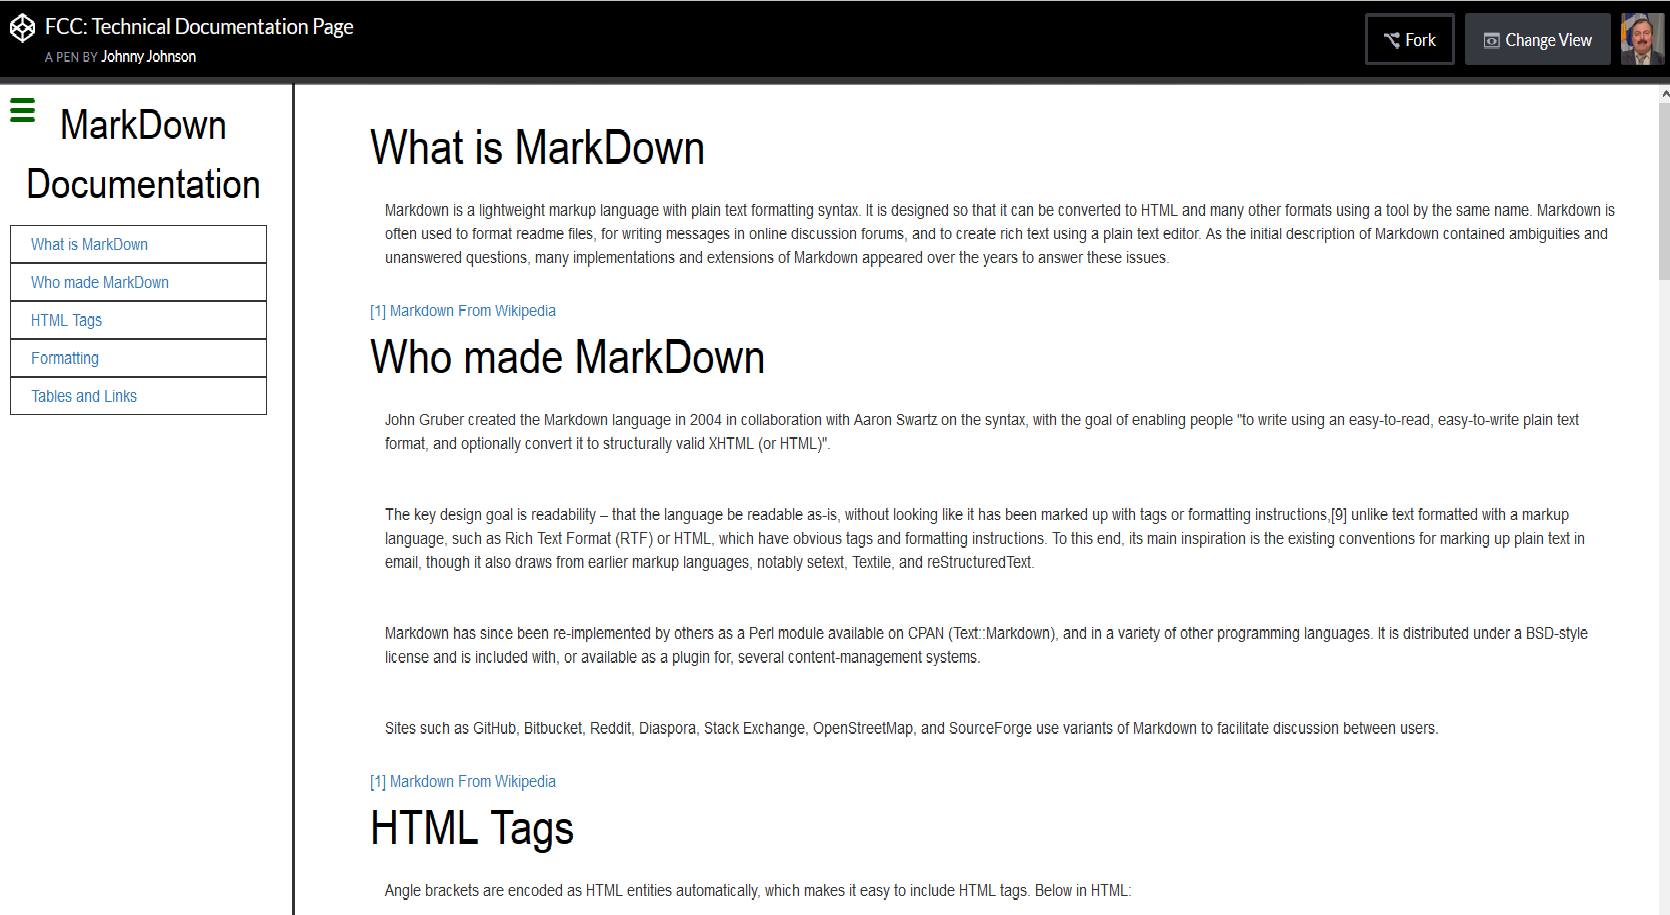 FCC: Technical Documentation Page
A PEN BY Johnny Johnson
Fork
Change View
MarkDown
Documentation
What is MarkDown
Who made MarkDown
HTML Tags
Formatting
Tables and Links
What is MarkDown
Markdown is a lightweight markup language with plain text formatting syntax. It is designed so that it can be converted to HTML and many other formats using a tool by the same name. Markdown is
often used to format readme files, for writing messages in online discussion forums, and to create rich text using a plain text editor. As the initial description of Markdown contained ambiguities and
unanswered questions, many implementations and extensions of Markdown appeared over the years to answer these issues.
[1] Markdown From Wikipedia
Who made MarkDown
John Gruber created the Markdown language in 2004 in collaboration with Aaron Swartz on the syntax, with the goal of enabling people "to write using an easy-to-read, easy-to-write plain text
format, and optionally convert it to structurally valid XHTML (or HTML)".
The key design goal is readability – that the language be readable as-is, without looking like it has been marked up with tags or formatting instructions,[9] unlike text formatted with a markup
language, such as Rich Text Format (RTF) or HTML, which have obvious tags and formatting instructions. To this end, its main inspiration is the existing conventions for marking up plain text in
email, though it also draws from earlier markup languages, notably setext, Textile, and reStructuredText.
Markdown has since been re-implemented by others as a Perl module available on CPAN (Text::Markdown), and in a variety of other programming languages. It is distributed under a BSD-style
license and is included with, or available as a plugin for, several content-management systems.
Sites such as GitHub, Bitbucket, Reddit, Diaspora, Stack Exchange, OpenStreetMap, and SourceForge use variants of Markdown to facilitate discussion between users.
[1] Markdown From Wikipedia
HTML Tags
Angle brackets are encoded as HTML entities automatically, which makes it easy to include HTML tags. Below in HTML: